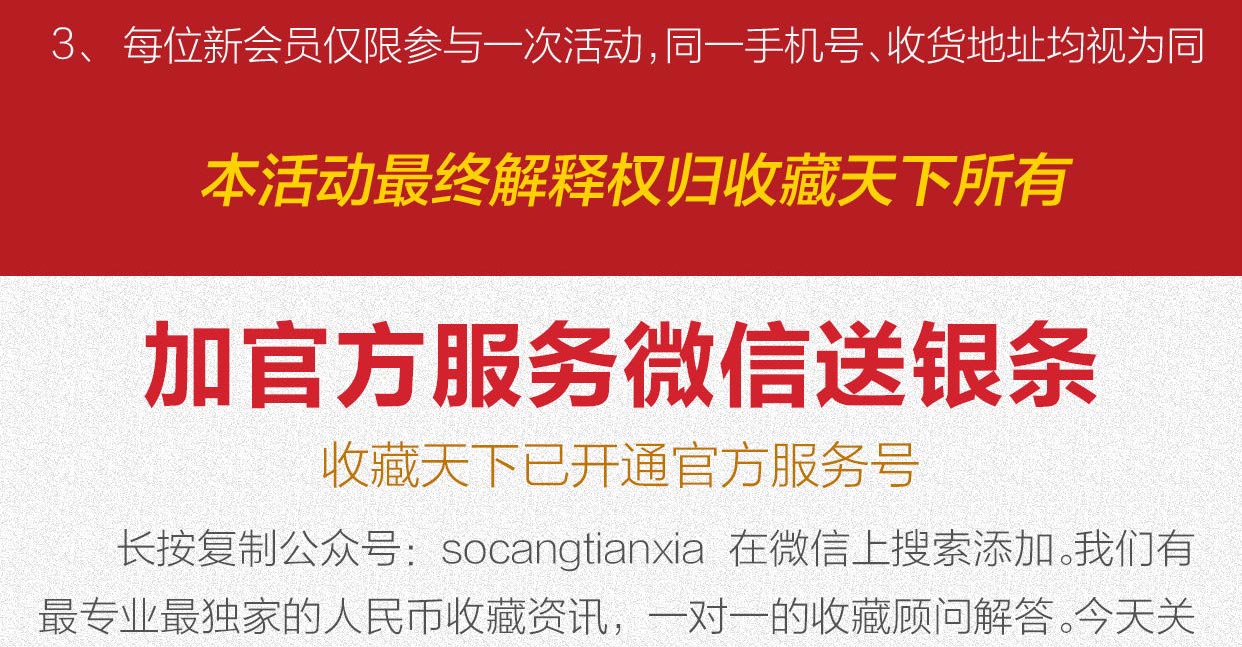 3、每位新会员仅限参与一次活动,同一手机号、收货地址均视为同
本活动最终解释权归收藏天下所有
加官方服务微信送银条
收藏天下已开通官方服务号
长按复制公众号：socangtianxia 在微信上搜索添加。我们有
最专业最独家的人民币收藏资讯，一对一的收藏顾问解答。今天关